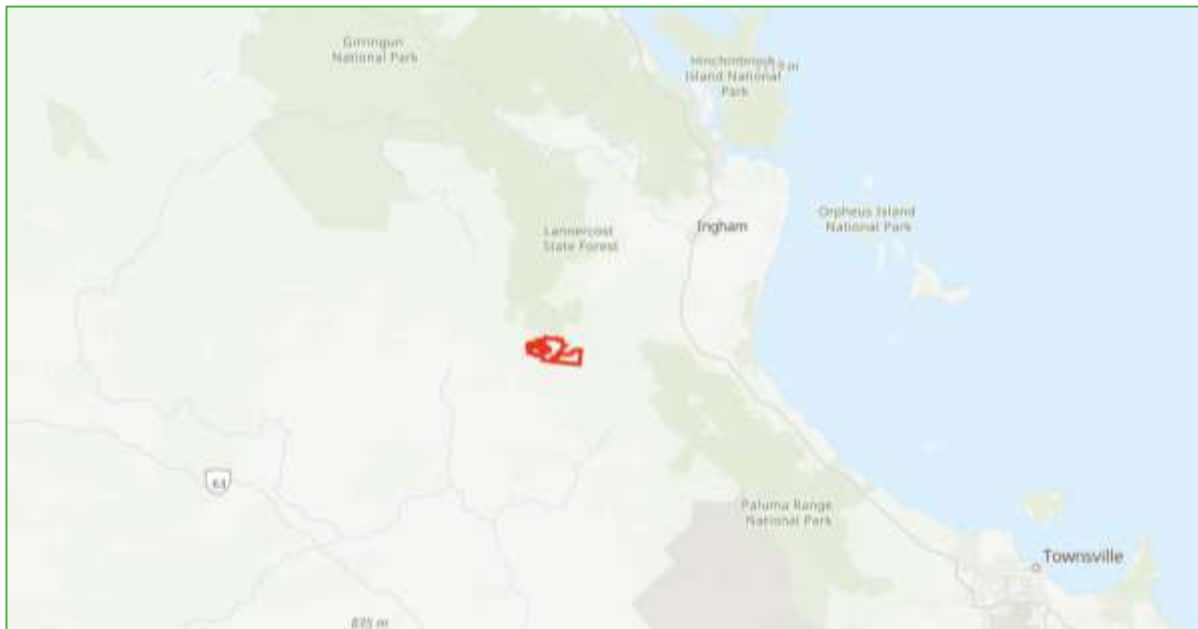 Girringun
National Park
Hinchinbrook
Island National
Park
Orpheus Island
National Park
Ingham
Lannercost
State Forest
Paluma Range
National Park
Townsville
875 m